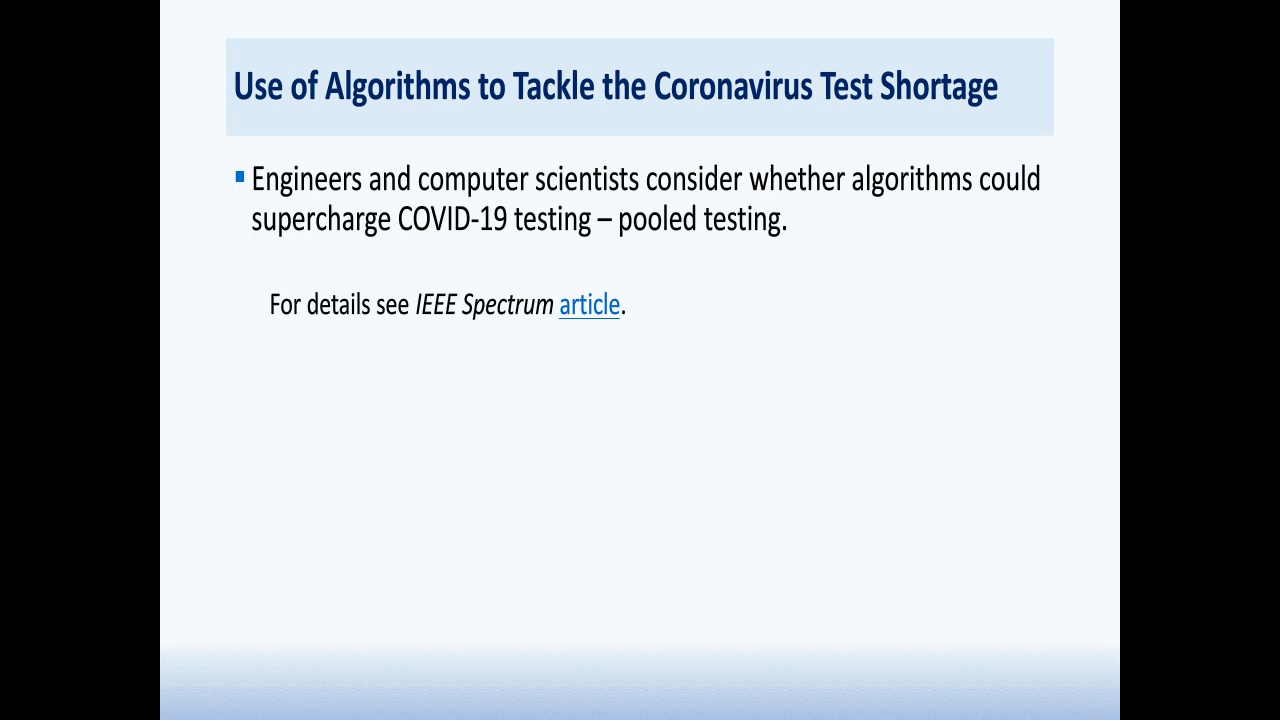 Use of Algorithms to Tackle the Coronavirus Test Shortage
▪ Engineers and computer scientists consider whether algorithms could
supercharge COVID-19 testing – pooled testing.
For details see IEEE Spectrum article.